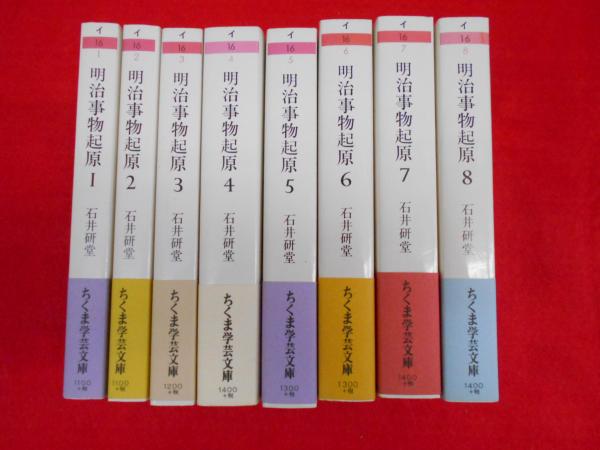 イ
16
1
明治事物起原 1
石井研堂
ちくま学芸文庫
1100
+税
イ
16
2
明治事物起原 2
石井研堂
ちくま学芸文庫
1100
+税
イ
16
3
明治事物起原 3
石井研堂
ちくま学芸文庫
1200
+税
イ
16
4
明治事物起原 4
石井研堂
ちくま学芸文庫
1400
+税
イ
16
5
明治事物起原 5
石井研堂
ちくま学芸文庫
1300
+税
イ
16
6
明治事物起原 6
石井研堂
ちくま学芸文庫
1300
+税
イ
16
7
明治事物起原 7
石井研堂
ちくま学芸文庫
1400
+税
イ
16
8
明治事物起原 8
石井研堂
ちくま学芸文庫
1400
+税